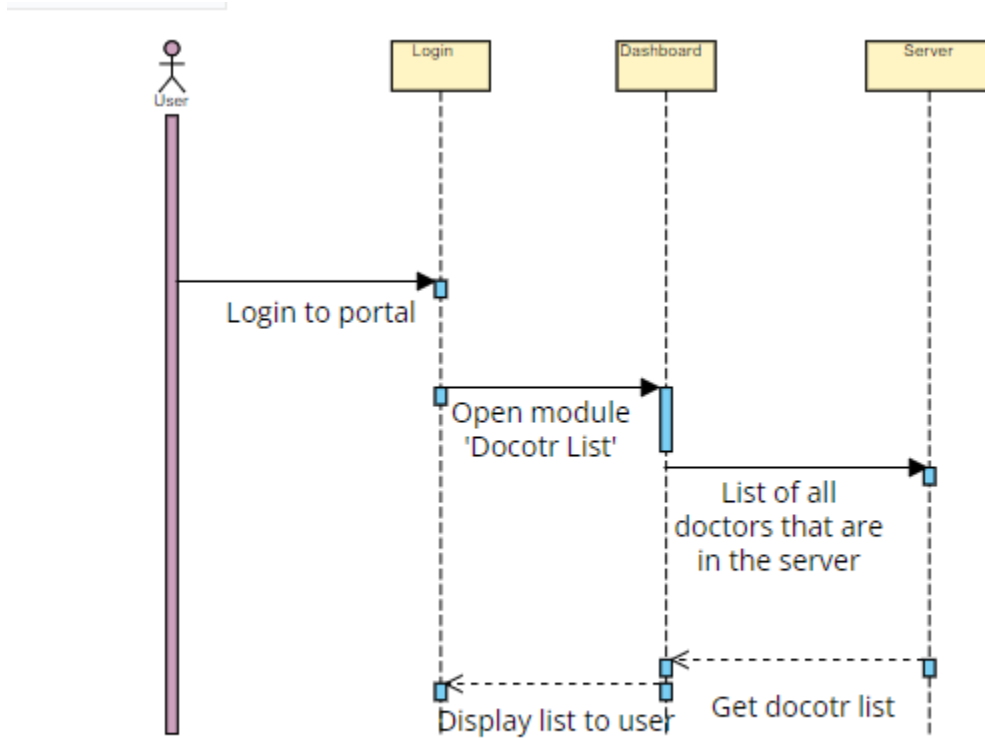 Login
Dashboard
Server
User
Login to portal
Open module
'Docotr List'
List of all
doctors that are
in the server
Get docotr list
Display list to user